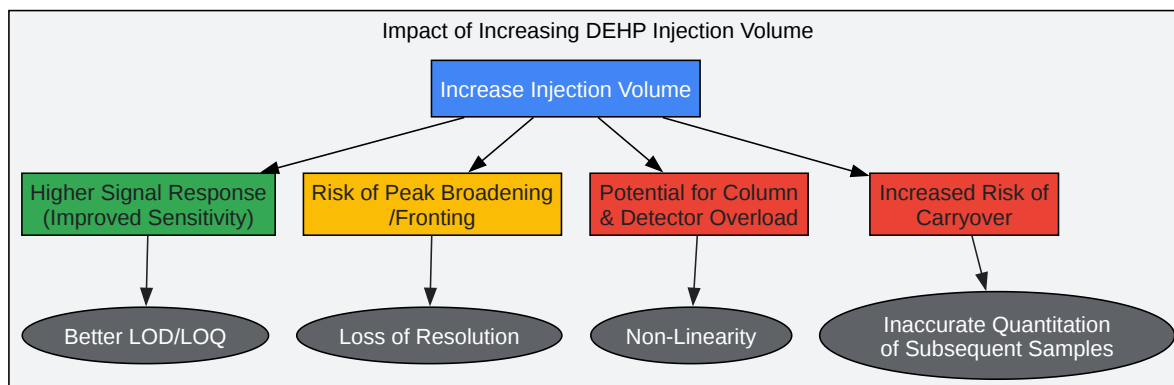 Impact of Increasing DEHP Injection Volume
Increase Injection Volume
Higher Signal Response
(Improved Sensitivity)
Risk of Peak Broadening
/Fronting
Potential for Column
& Detector Overload
Increased Risk of
Carryover
Better LOD/LOQ
Loss of Resolution
Non-Linearity
Inaccurate Quantitation
of Subsequent Samples